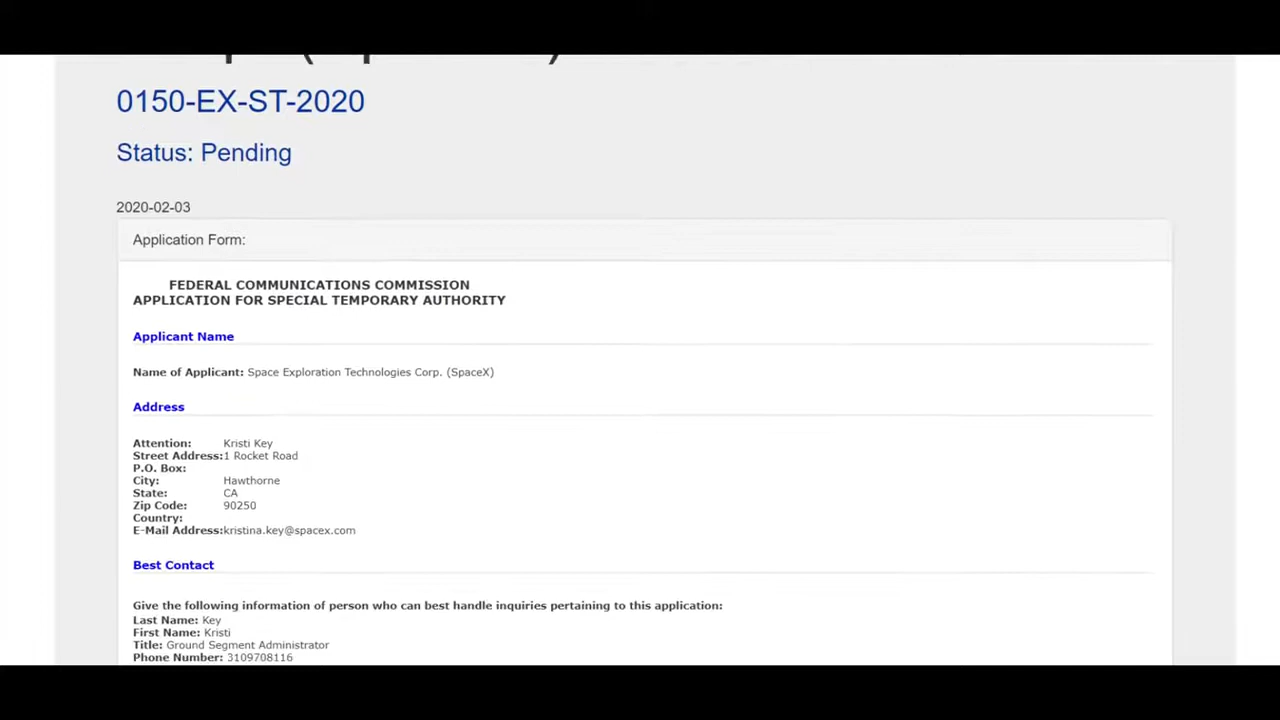 0150-EX-ST-2020
Status: Pending
2020-02-03
Application Form:
FEDERAL COMMUNICATIONS COMMISSION
APPLICATION FOR SPECIAL TEMPORARY AUTHORITY
Applicant Name
Name of Applicant: Space Exploration Technologies Corp. (SpaceX)
Address
Attention: Kristi Key
Street Address:1 Rocket Road
P.O. Box:
City: Hawthorne
State: CA
Zip Code: 90250
Country:
E-Mail Address:kristina.key@spacex.com
Best Contact
Give the following information of person who can best handle inquiries pertaining to this application:
Last Name: Key
First Name: Kristi
Title: Ground Segment Administrator
Phone Number: 3109708116